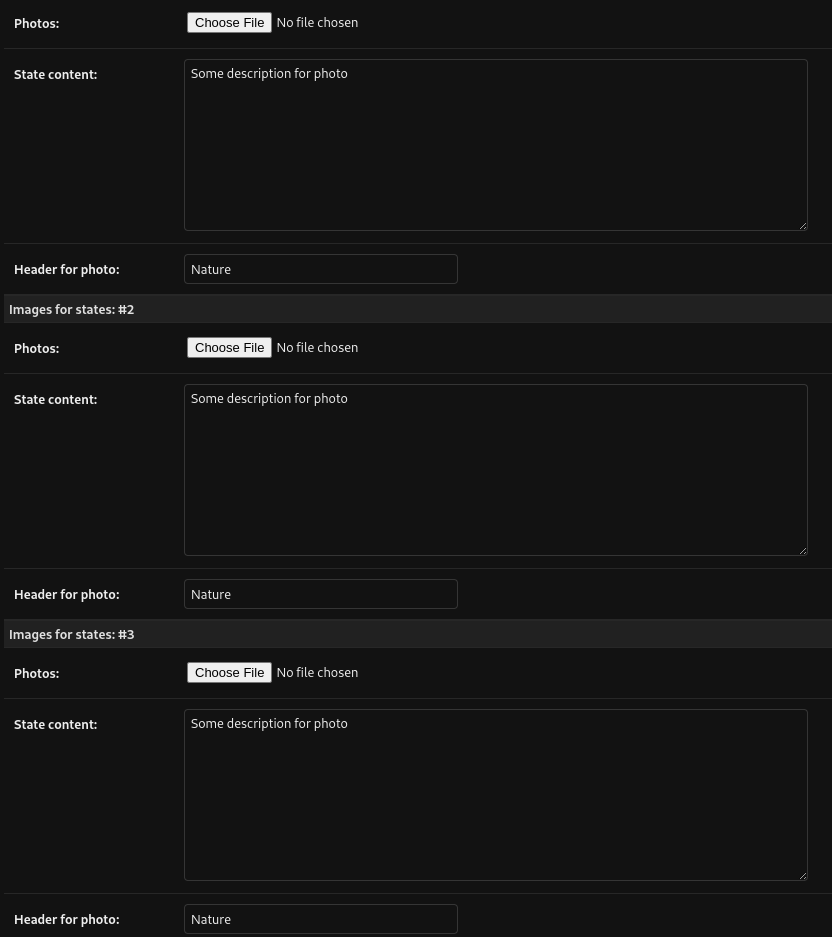 Photos: Choose File No file chosen
State content: Some description for photo
Header for photo: Nature
Images for states: #2
Photos: Choose File No file chosen
State content: Some description for photo
Header for photo: Nature
Images for states: #3
Photos: Choose File No file chosen
State content: Some description for photo
Header for photo: Nature